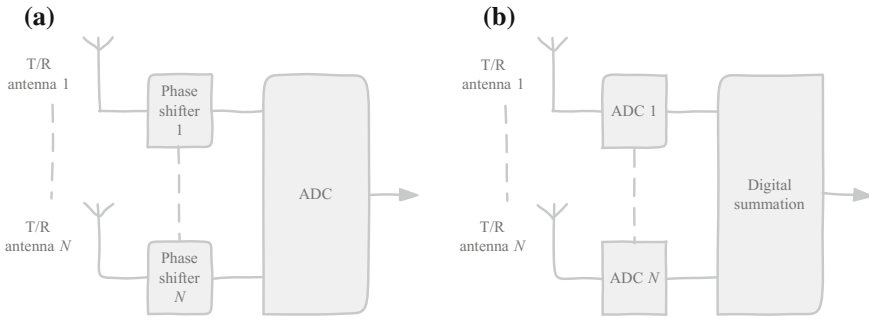 (a)
T/R
antenna 1
Phase
shifter
1
ADC
T/R
antenna N
Phase
shifter
N
(b)
T/R
antenna 1
ADC 1
Digital
summation
T/R
antenna N
ADC N